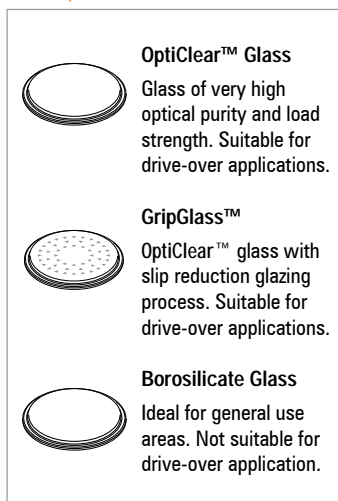 OptiClear™ Glass
Glass of very high
optical purity and load
strength. Suitable for
drive-over applications.
GripGlass™
OptiClear™ glass with
slip reduction glazing
process. Suitable for
drive-over applications.
Borosilicate Glass
Ideal for general use
areas. Not suitable for
drive-over application.